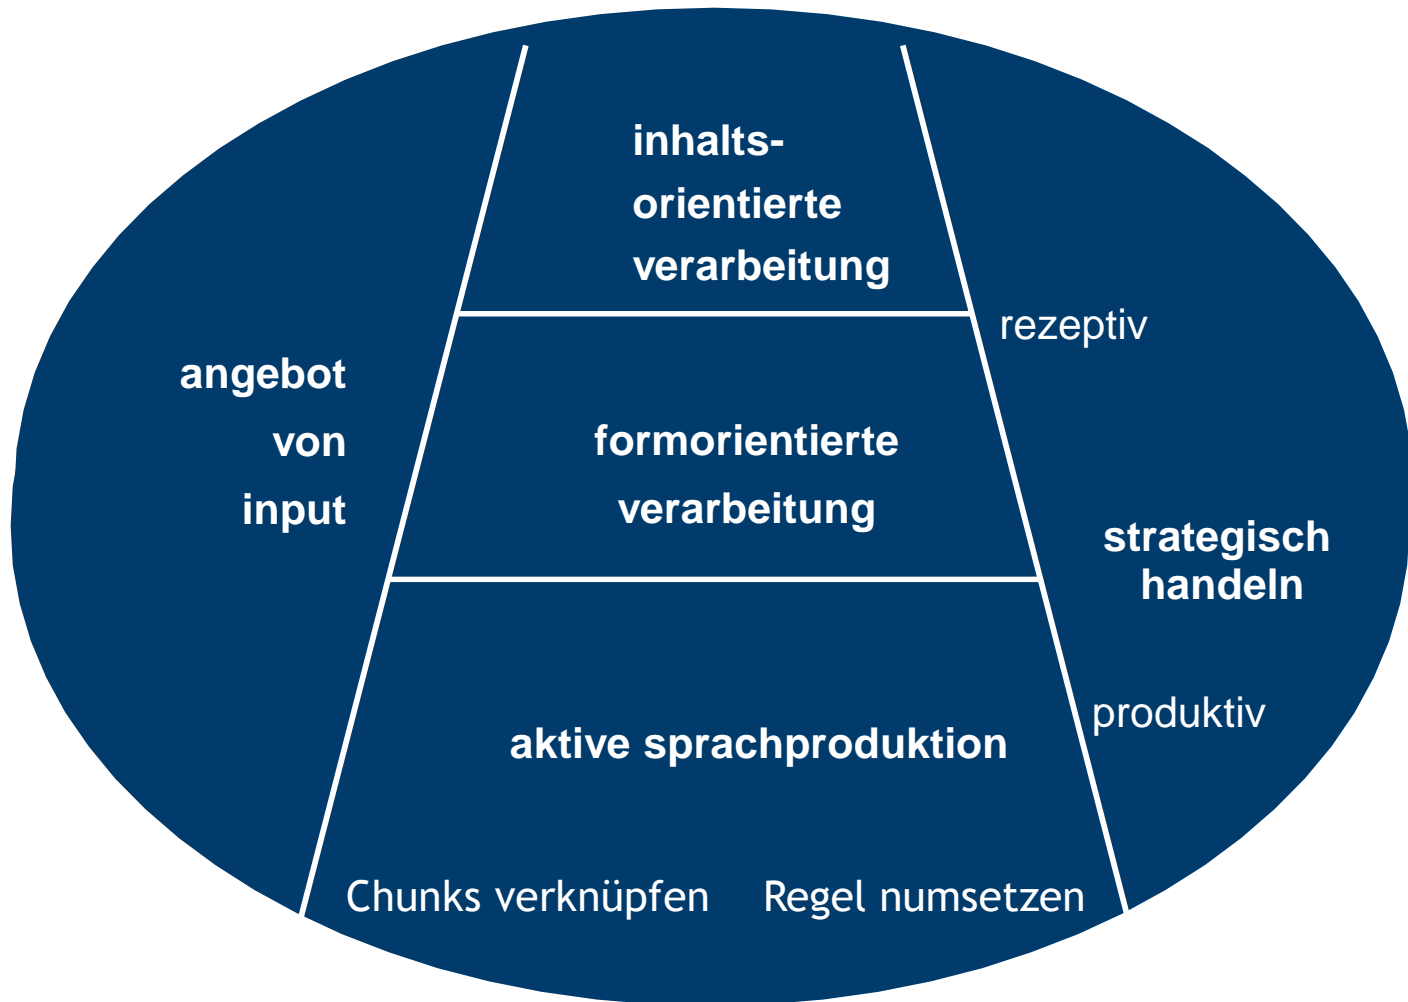 inhalts-
orientierte
verarbeitung
rezeptiv
angebot
von
input
formorientierte
verarbeitung
strategisch
handeln
produktiv
aktive sprachproduktion
Chunks verknüpfen Regel numsetzen